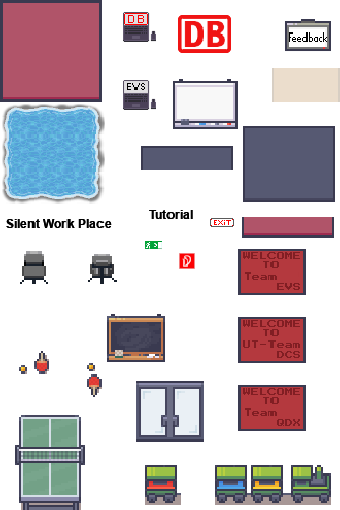 DB
DB
Feedback
EWS
Silent Work Place
Tutorial
EXIT
WELCOME
TO
Team
EVS
WELCOME
TO
UT-Team
DCS
WELCOME
TO
Team
QDX